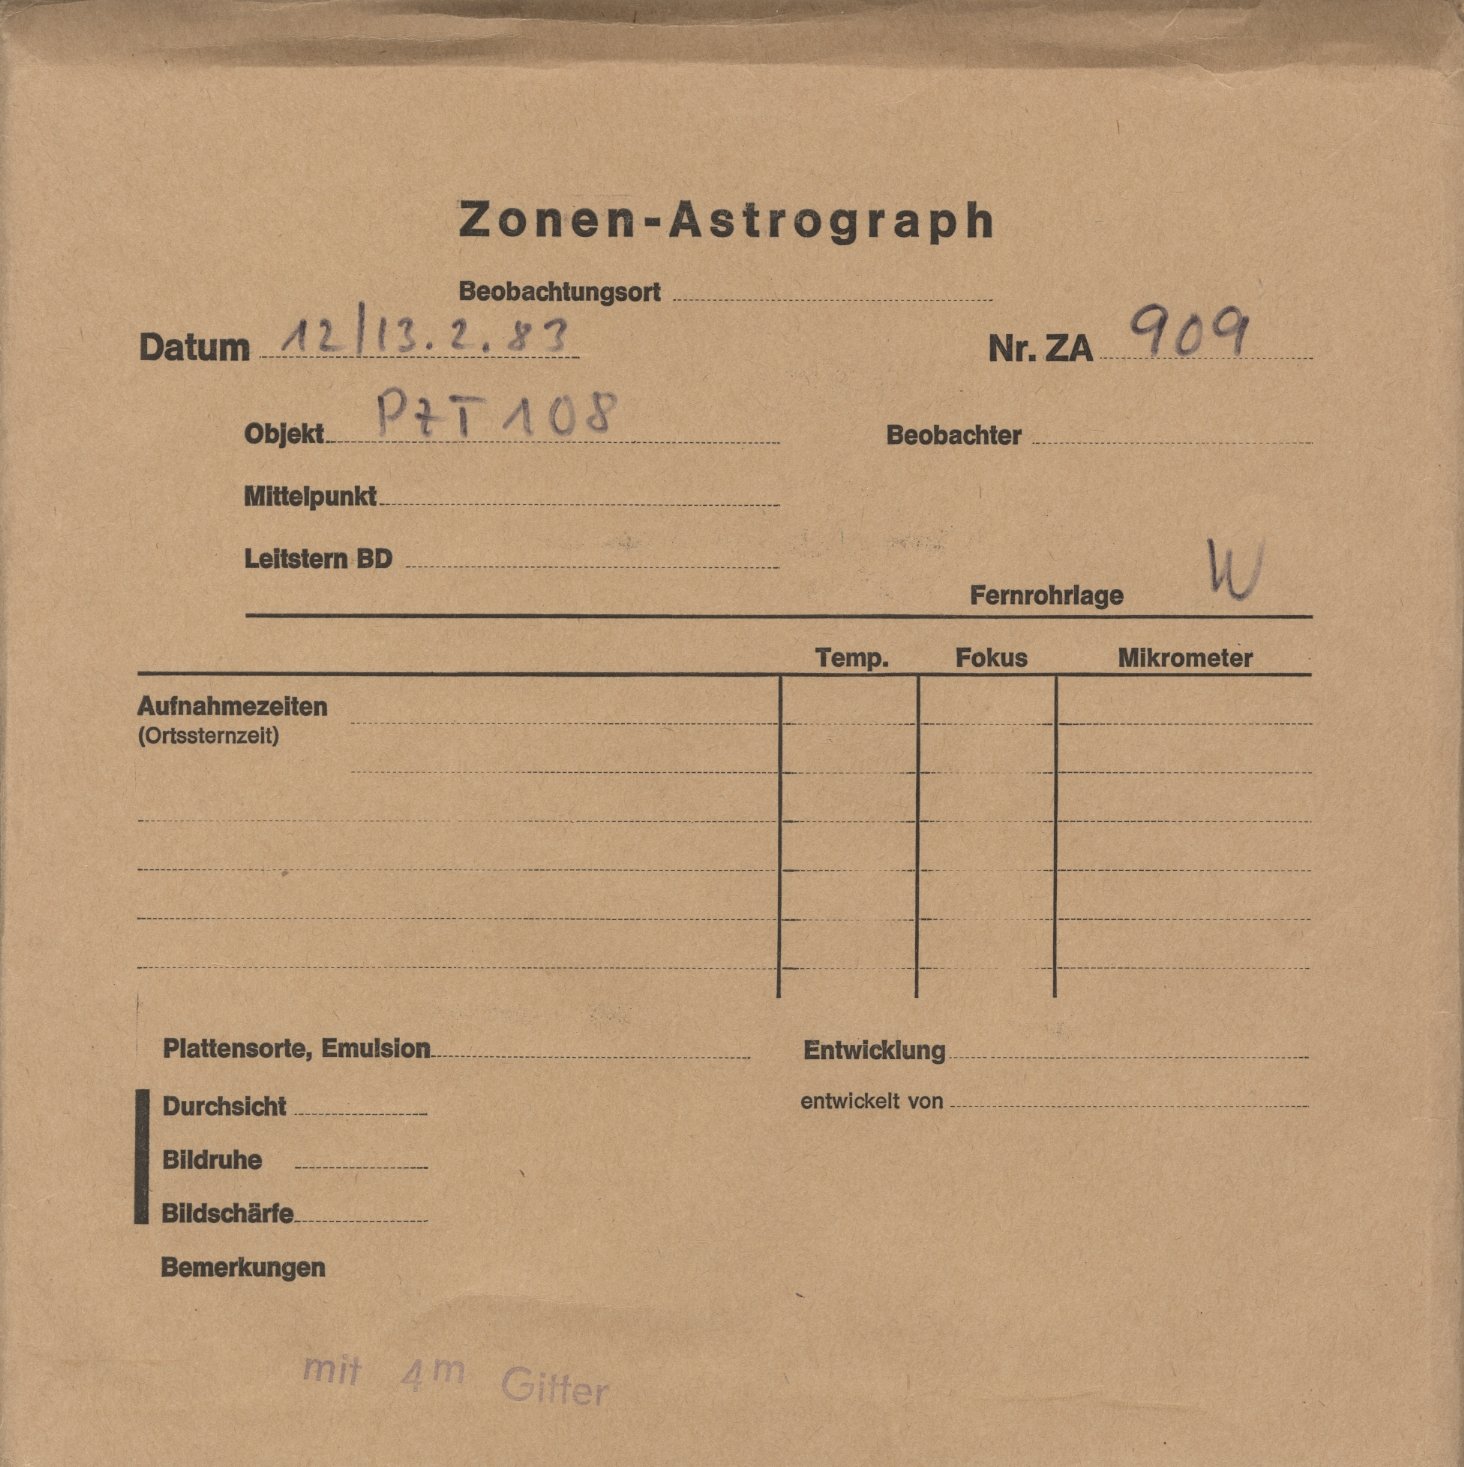 Zonen-Astrograph
Beobachtungsort
Datum 12/13.2.83 Nr. ZA 909
Objekt PZT 108 Beobachter
Mittelpunkt
Leitstern BD
Fernrohrlage W
Temp. Fokus Mikrometer
Aufnahmezeiten
(Ortssternzeit)
Plattensorte, Emulsion Entwicklung
Durchsicht entwickelt von
Bildruhe
Bildschärfe
Bemerkungen
mit 4m Gitter